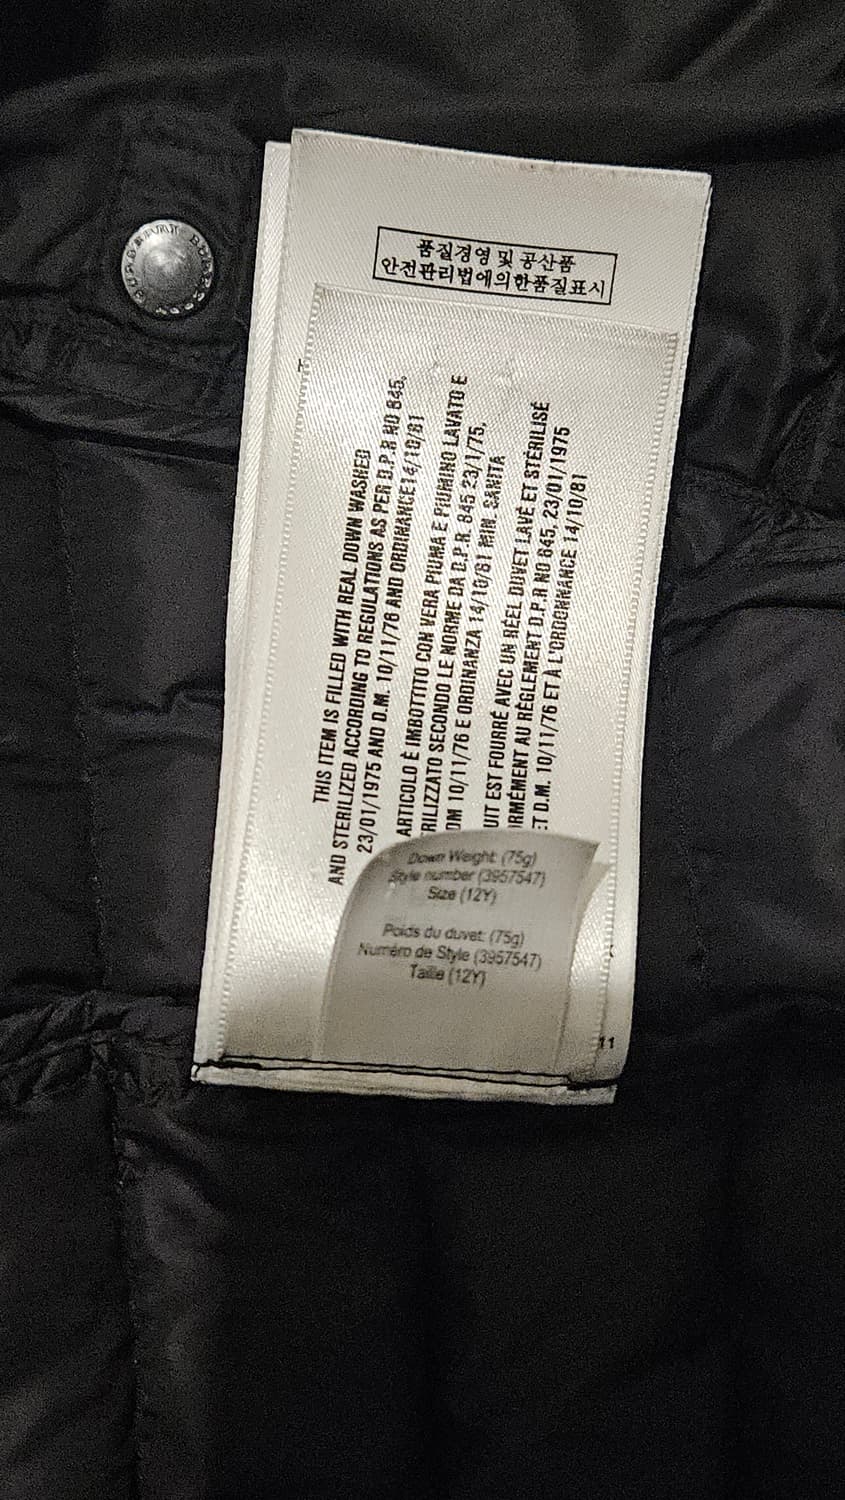 품질경영 및 공산품
안전관리법에의한품질표시
THIS ITEM IS FILLED WITH REAL DOWN WASHED
AND STERILIZED ACCORDING TO REGULATIONS AS PER D.P.R NO 845,
23/01/1975 AND D.M. 10/11/76 AND ORDINANCE14/10/81
ARTICOLO È IMBOTTITO CON VERA PIUMA E PIUMINO LAVATO E
RILIZZATO SECONDO LE NORME DA D.P.R. 845 23/1/75,
DM 10/11/76 E ORDINANZA 14/10/81 MIN. SANITA
UIT EST FOURRÉ AVEC UN RÉEL DUVET LAVÉ ET STÉRILISÉ
ORMÉMENT AU RÈGLEMENT D.P.R NO 845, 23/01/1975
ET D.M. 10/11/76 ET À L'ORDONNANCE 14/10/81
Down Weight: (75g)
Style number (3957547)
Size (12Y)
Poids du duvet: (75g)
Numéro de Style (3957547)
Taille (12Y)
11